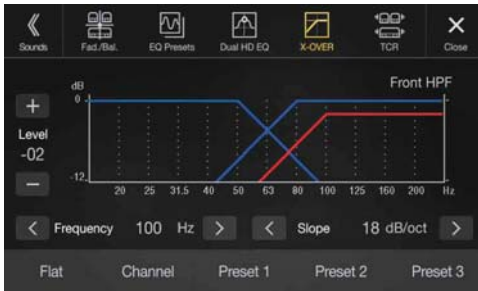 Sounds Fad./Bal. EQ Presets Dual HD EQ X-OVER TCR Close
Front HPF
dB
0
+
Level
-02
−
-12
20 25 31.5 40 50 63 80 100 125 160 200 Hz
Frequency 100 Hz Slope 18 dB/oct
Flat Channel Preset 1 Preset 2 Preset 3